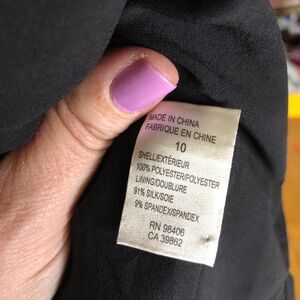 MADE IN CHINA
FABRIQUE EN CHINE
10
SHELL/EXTÉRIEUR
100% POLYESTER/POLYESTER
LINING/DOUBLURE
91% SILK/SOIE
9% SPANDEX/SPANDEX
RN 98406
CA 39862